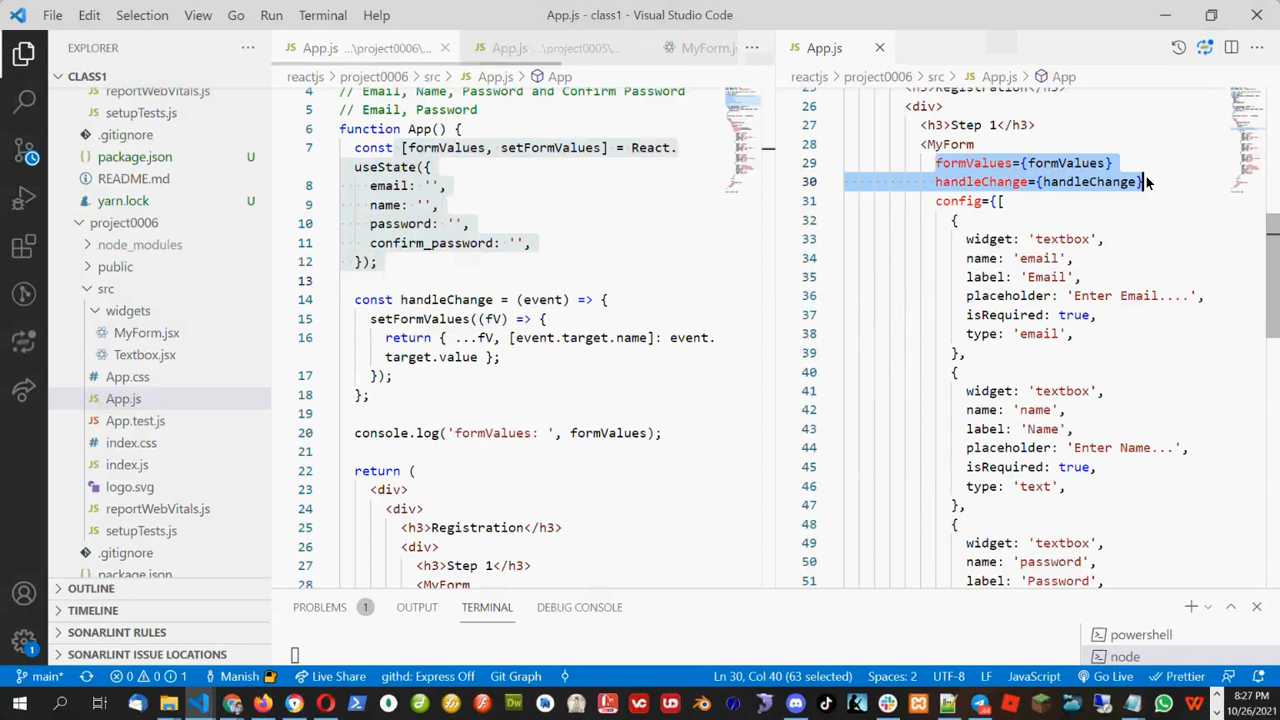 File Edit Selection View Go Run Terminal Help App.js - class1 - Visual Studio Code
EXPLORER
CLASS1
reportWebVitals.js
setupTests.js
.gitignore
package.json U
README.md
yarn.lock U
project0006
node_modules
public
src
widgets
MyForm.jsx
Textbox.jsx
App.css
App.js
App.test.js
index.css
index.js
logo.svg
reportWebVitals.js
setupTests.js
.gitignore
package.json
OUTLINE
TIMELINE
SONARLINT RULES
SONARLINT ISSUE LOCATIONS
App.js ...\project0006\... App.js ...\project0005\... MyForm.j
reactjs > project0006 > src > App.js > App
4 // Email, Name, Password and Confirm Password
5 // Email, Password
6 function App() {
7 const [formValues, setFormValues] = React.
useState({
8 email: '',
9 name: '',
10 password: '',
11 confirm_password: '',
12 });
13
14 const handleChange = (event) => {
15 setFormValues((fV) => {
16 return { ...fV, [event.target.name]: event.
target.value };
17 });
18 };
19
20 console.log('formValues: ', formValues);
21
22 return (
23 <div>
24 <div>
25 <h3>Registration</h3>
26 <div>
27 <h3>Step 1</h3>
28 <MyForm
App.js
reactjs > project0006 > src > App.js > App
25 <h3>Registration</h3>
26 <div>
27 <h3>Step 1</h3>
28 <MyForm
29 formValues={formValues}
30 handleChange={handleChange}
31 config={[
32 {
33 widget: 'textbox',
34 name: 'email',
35 label: 'Email',
36 placeholder: 'Enter Email....',
37 isRequired: true,
38 type: 'email',
39 },
40 {
41 widget: 'textbox',
42 name: 'name',
43 label: 'Name',
44 placeholder: 'Enter Name...',
45 isRequired: true,
46 type: 'text',
47 },
48 {
49 widget: 'textbox',
50 name: 'password',
51 label: 'Password',
PROBLEMS 1 OUTPUT TERMINAL DEBUG CONSOLE
powershell
node
main* 0 0 1 Manish Live Share githd: Express Off Git Graph Ln 30, Col 40 (63 selected) Spaces: 2 UTF-8 LF JavaScript Go Live Prettier
1
8:27 PM
10/26/2021